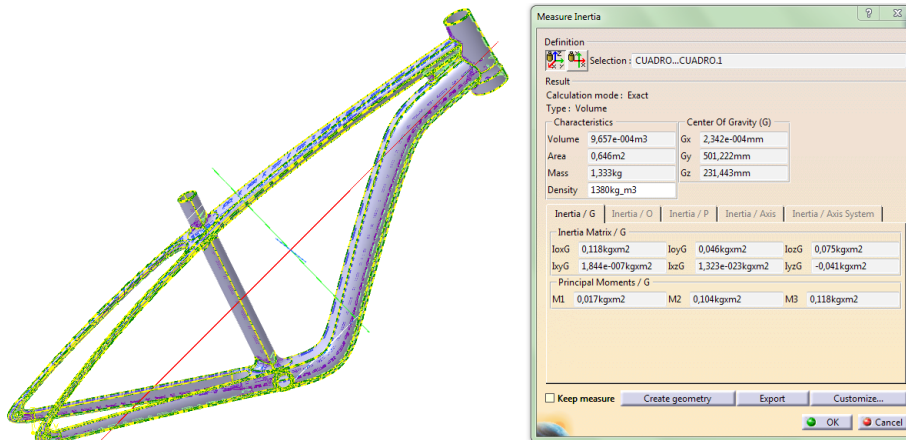 Measure Inertia
Definition
Selection : CUADRO...CUADRO.1
Result
Calculation mode : Exact
Type : Volume
Characteristics Center Of Gravity (G)
Volume 9,657e-004m3 Gx 2,342e-004mm
Area 0,646m2 Gy 501,222mm
Mass 1,333kg Gz 231,443mm
Density 1380kg_m3
Inertia / G Inertia / O Inertia / P Inertia / Axis Inertia / Axis System
Inertia Matrix / G
IoxG 0,118kgxm2 IoyG 0,046kgxm2 IozG 0,075kgxm2
IxyG 1,844e-007kgxm2 IxzG 1,323e-023kgxm2 IyzG -0,041kgxm2
Principal Moments / G
M1 0,017kgxm2 M2 0,104kgxm2 M3 0,118kgxm2
Keep measure Create geometry Export Customize...
OK Cancel